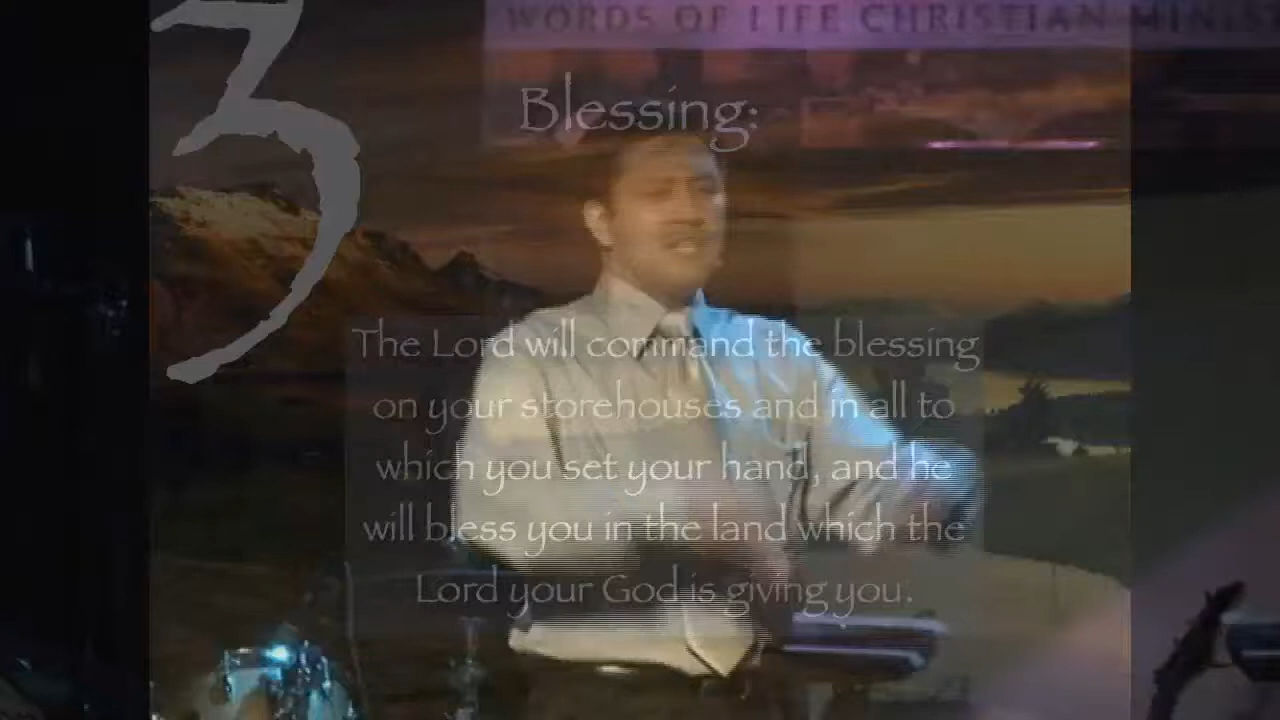 WORDS OF LIFE CHRISTIAN
3
Blessing:
The Lord will command the blessing
on your storehouses and in all to
which you set your hand, and he
will bless you in the land which the
Lord your God is giving you.